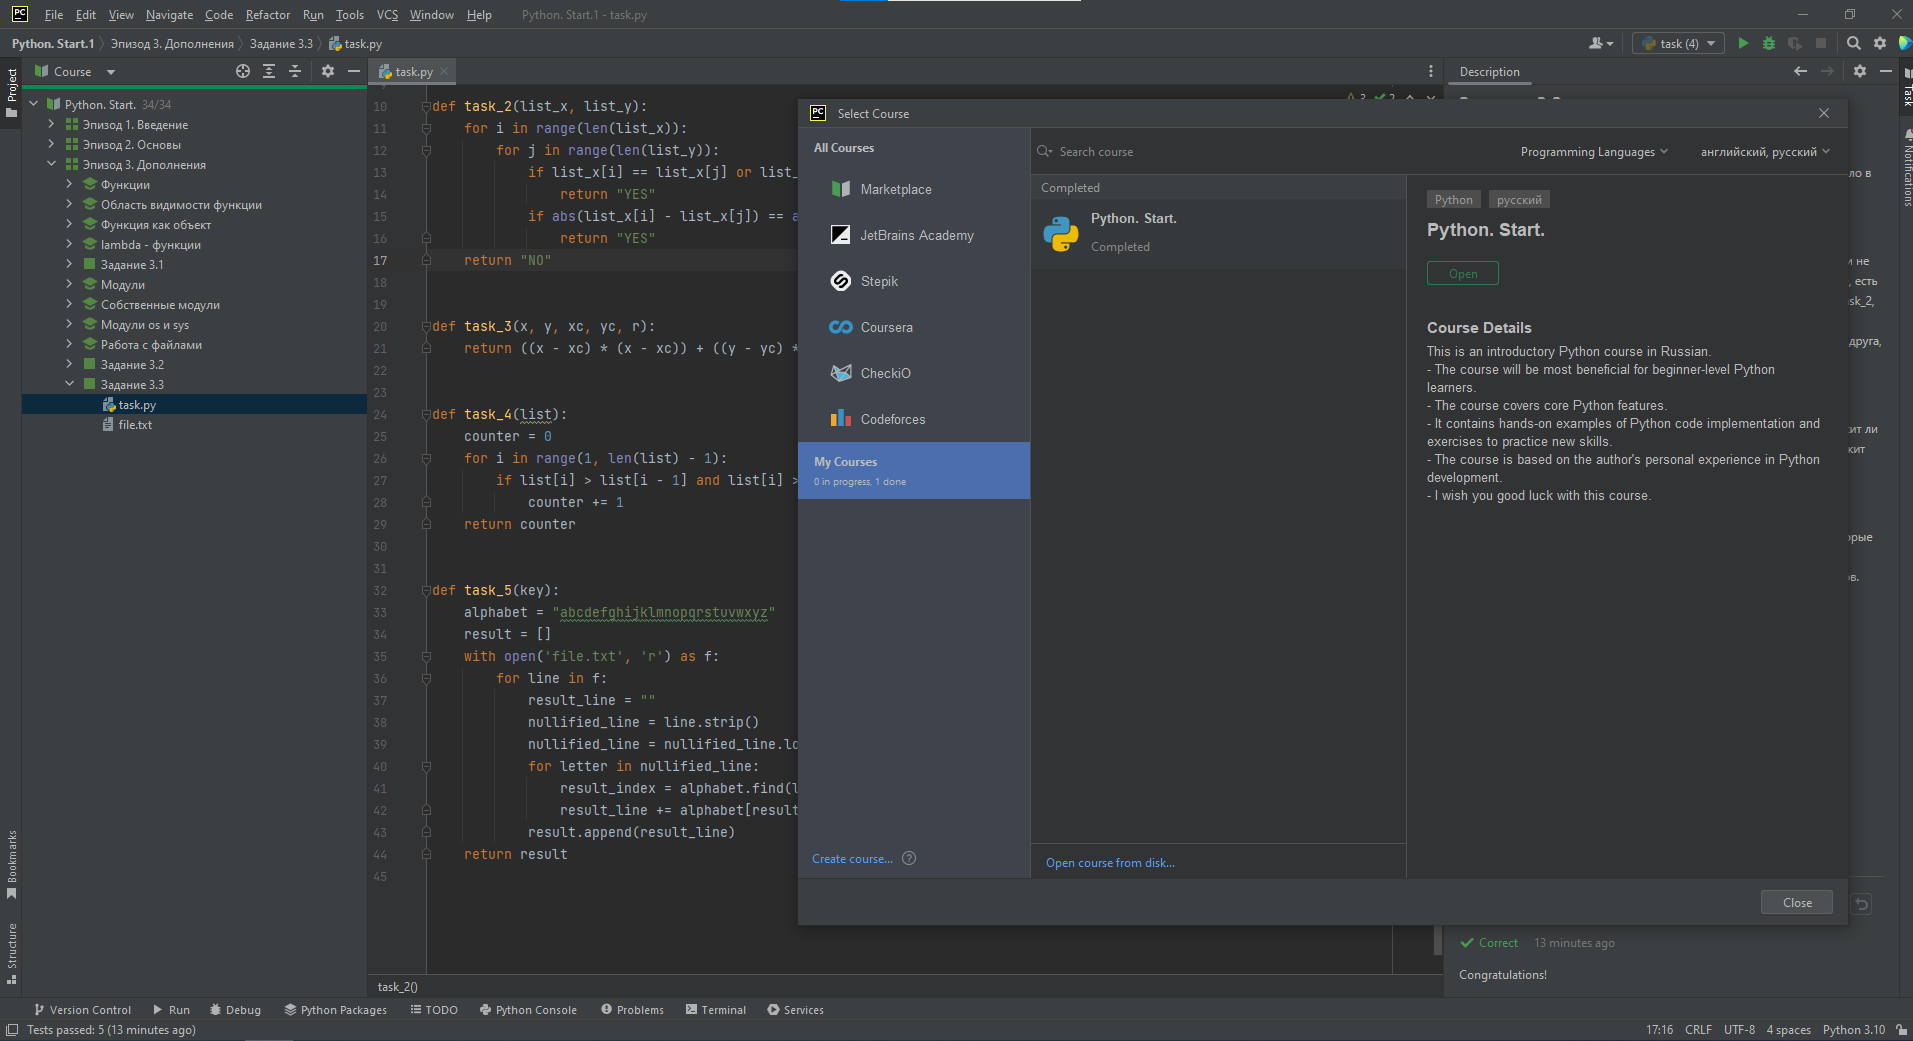 File Edit View Navigate Code Refactor Run Tools VCS Window Help Python. Start.1 - task.py
Python. Start.1 Эпизод 3. Дополнения Задание 3.3 task.py
task (4)
Project
Course
Python. Start. 34/34
Эпизод 1. Введение
Эпизод 2. Основы
Эпизод 3. Дополнения
Функции
Область видимости функции
Функция как объект
lambda - функции
Задание 3.1
Модули
Собственные модули
Модули os и sys
Работа с файлами
Задание 3.2
Задание 3.3
task.py
file.txt
Bookmarks
Structure
task.py
10 def task_2(list_x, list_y):
11 for i in range(len(list_x)):
12 for j in range(len(list_y)):
13 if list_x[i] == list_x[j] or list_
14 return "YES"
15 if abs(list_x[i] - list_x[j]) == a
16 return "YES"
17 return "NO"
18
19
20 def task_3(x, y, xc, yc, r):
21 return ((x - xc) * (x - xc)) + ((y - yc) *
22
23
24 def task_4(list):
25 counter = 0
26 for i in range(1, len(list) - 1):
27 if list[i] > list[i - 1] and list[i] >
28 counter += 1
29 return counter
30
31
32 def task_5(key):
33 alphabet = "abcdefghijklmnopqrstuvwxyz"
34 result = []
35 with open('file.txt', 'r') as f:
36 for line in f:
37 result_line = ""
38 nullified_line = line.strip()
39 nullified_line = nullified_line.lo
40 for letter in nullified_line:
41 result_index = alphabet.find(l
42 result_line += alphabet[result
43 result.append(result_line)
44 return result
45
task_2()
Select Course
All Courses
Marketplace
JetBrains Academy
Stepik
Coursera
CheckiO
Codeforces
My Courses
0 in progress, 1 done
Create course...
Search course
Programming Languages
английский, русский
Completed
Python. Start.
Completed
Open course from disk...
Python русский
Python. Start.
Open
Course Details
This is an introductory Python course in Russian.
- The course will be most beneficial for beginner-level Python
learners.
- The course covers core Python features.
- It contains hands-on examples of Python code implementation and
exercises to practice new skills.
- The course is based on the author's personal experience in Python
development.
- I wish you good luck with this course.
Close
Description
ло в
и не
, есть
sk_2,
друга,
ит ли
жит
орые
ов.
Correct 13 minutes ago
Congratulations!
Task
Notifications
Version Control Run Debug Python Packages TODO Python Console Problems Terminal Services
Tests passed: 5 (13 minutes ago)
17:16 CRLF UTF-8 4 spaces Python 3.10